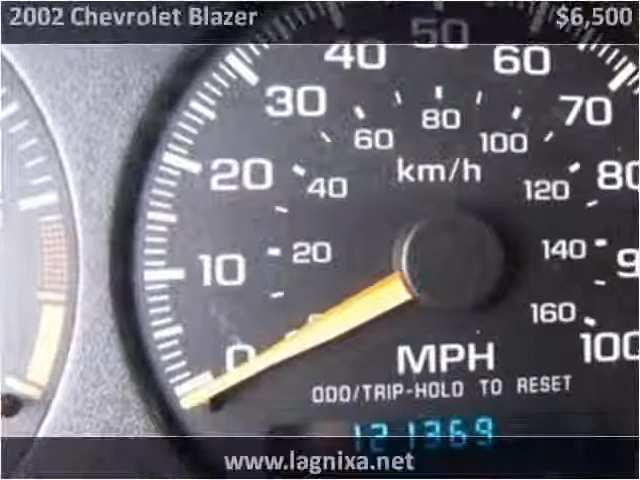 2002 Chevrolet Blazer $6,500
50
40 60
30 70
80
60 100
km/h
20 40 120 80
20 140 9
10
160
0 MPH 100
ODO/TRIP-HOLD TO RESET
121369
www.lagnixa.net